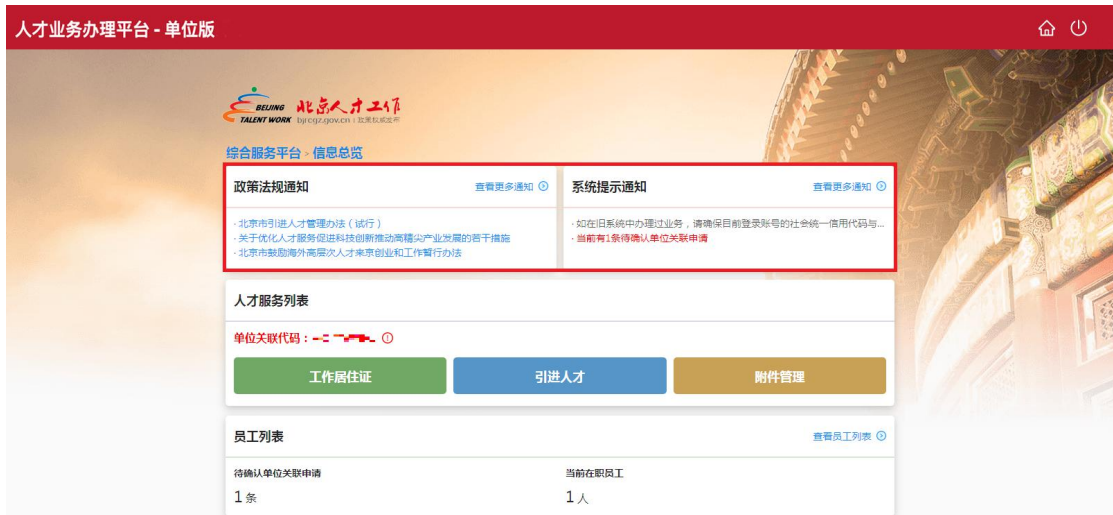 人才业务办理平台 - 单位版
BEIJING 北京人才工作
TALENT WORK bjrcgz.gov.cn | 政策权威发布
综合服务平台 > 信息总览
政策法规通知 查看更多通知
· 北京市引进人才管理办法（试行）
· 关于优化人才服务促进科技创新推动高精尖产业发展的若干措施
· 北京市鼓励海外高层次人才来京创业和工作暂行办法
系统提示通知 查看更多通知
· 如在旧系统中办理过业务，请确保目前登录账号的社会统一信用代码与...
· 当前有1条待确认单位关联申请
人才服务列表
单位关联代码：
工作居住证 引进人才 附件管理
员工列表 查看员工列表
待确认单位关联申请 当前在职员工
1 条 1 人